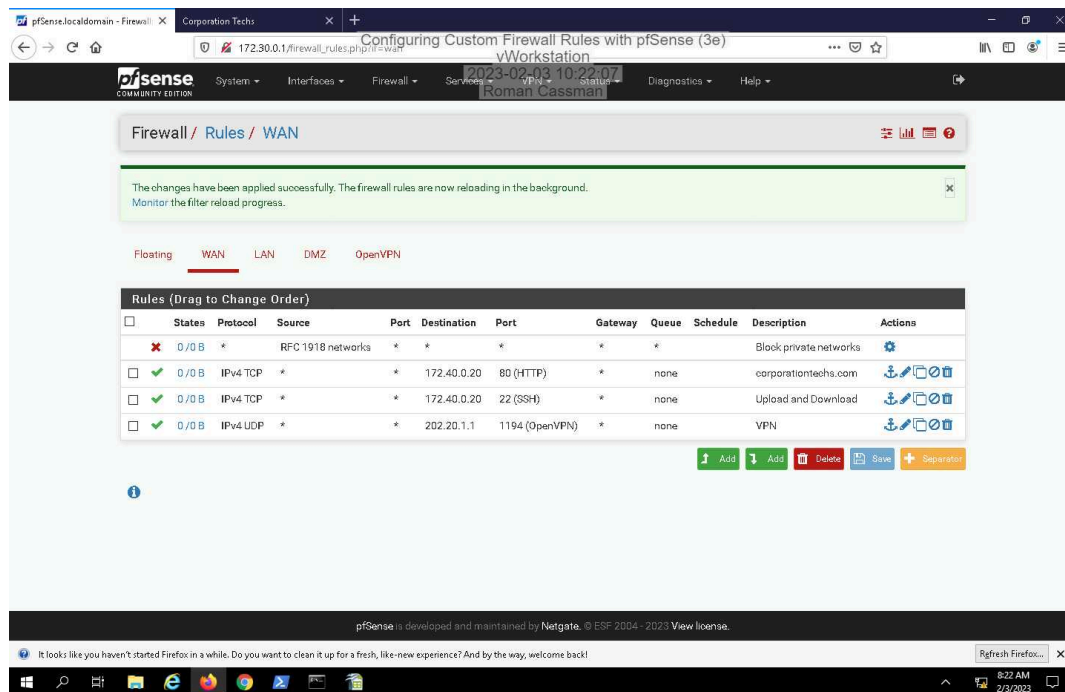 pfSense.localdomain - Firewall:
Corporation Techs
172.30.0.1/firewall_rules.php?if=wan
Configuring Custom Firewall Rules with pfSense (3e)
vWorkstation
2023-02-03 10:22:07
Roman Cassman
pfsense
COMMUNITY EDITION
System
Interfaces
Firewall
Services
VPN
Status
Diagnostics
Help
Firewall / Rules / WAN
The changes have been applied successfully. The firewall rules are now reloading in the background.
Monitor the filter reload progress.
Floating WAN LAN DMZ OpenVPN
Rules (Drag to Change Order)
States Protocol Source Port Destination Port Gateway Queue Schedule Description Actions
0/0 B * RFC 1918 networks * * * * * Block private networks
0/0 B IPv4 TCP * * 172.40.0.20 80 (HTTP) * none corporationtechs.com
0/0 B IPv4 TCP * * 172.40.0.20 22 (SSH) * none Upload and Download
0/0 B IPv4 UDP * * 202.20.1.1 1194 (OpenVPN) * none VPN
Add Add Delete Save Separator
pfSense is developed and maintained by Netgate. © ESF 2004 - 2023 View license.
It looks like you haven't started Firefox in a while. Do you want to clean it up for a fresh, like-new experience? And by the way, welcome back!
Refresh Firefox...
8:22 AM
2/3/2023